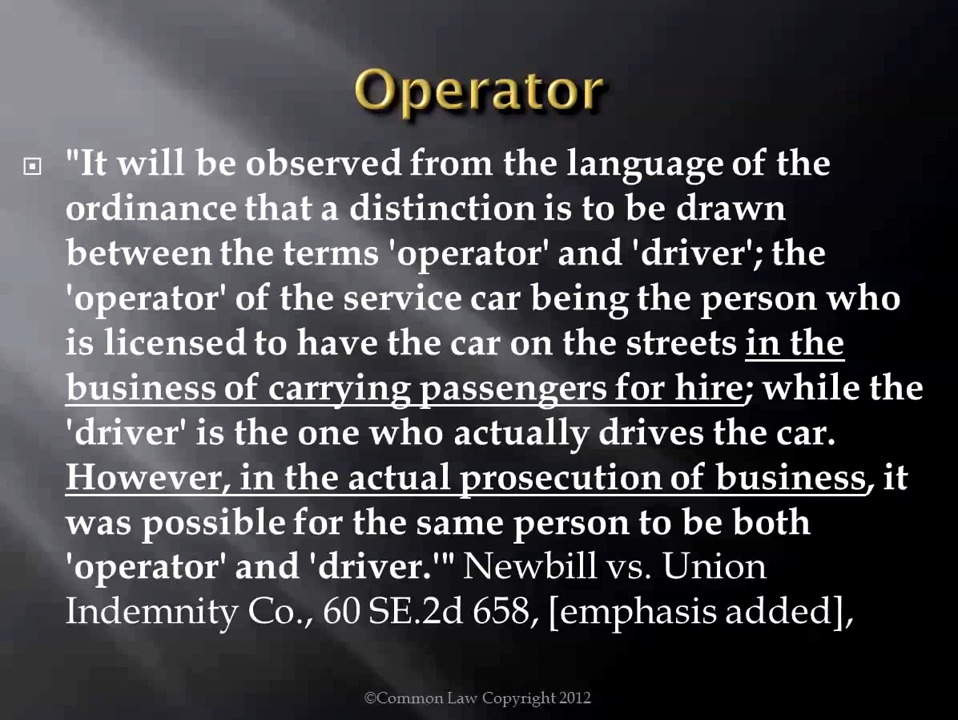 Operator
"It will be observed from the language of the
ordinance that a distinction is to be drawn
between the terms 'operator' and 'driver'; the
'operator' of the service car being the person who
is licensed to have the car on the streets in the
business of carrying passengers for hire; while the
'driver' is the one who actually drives the car.
However, in the actual prosecution of business, it
was possible for the same person to be both
'operator' and 'driver.'" Newbill vs. Union
Indemnity Co., 60 SE.2d 658, [emphasis added],
©Common Law Copyright 2012